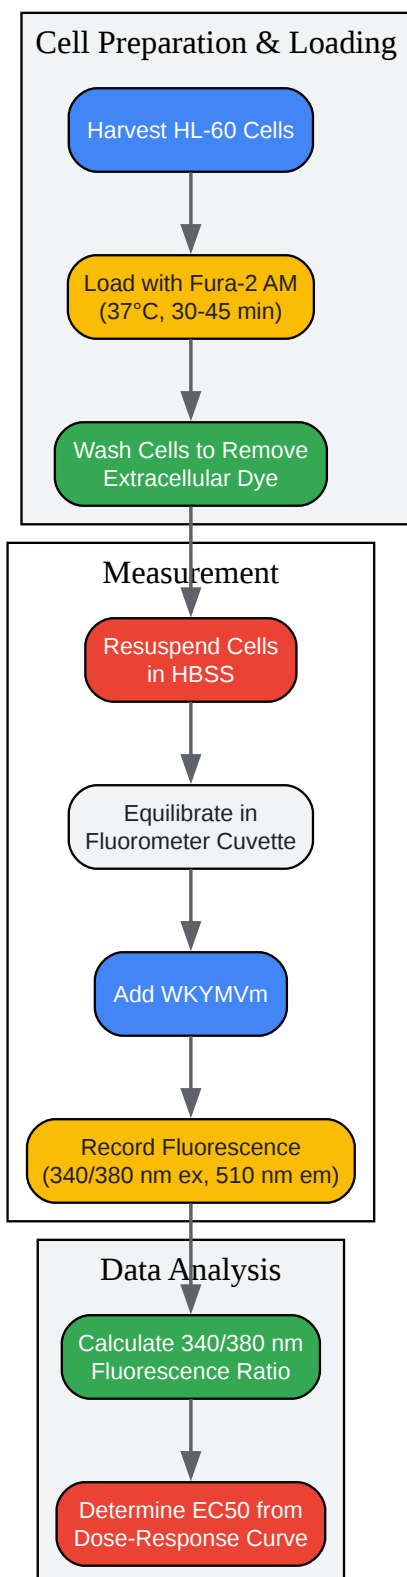 Cell Preparation & Loading
Harvest HL-60 Cells
Load with Fura-2 AM
(37°C, 30-45 min)
Wash Cells to Remove
Extracellular Dye
Measurement
Resuspend Cells
in HBSS
Equilibrate in
Fluorometer Cuvette
Add WKYMVm
Record Fluorescence
(340/380 nm ex, 510 nm em)
Data Analysis
Calculate 340/380 nm
Fluorescence Ratio
Determine EC50 from
Dose-Response Curve